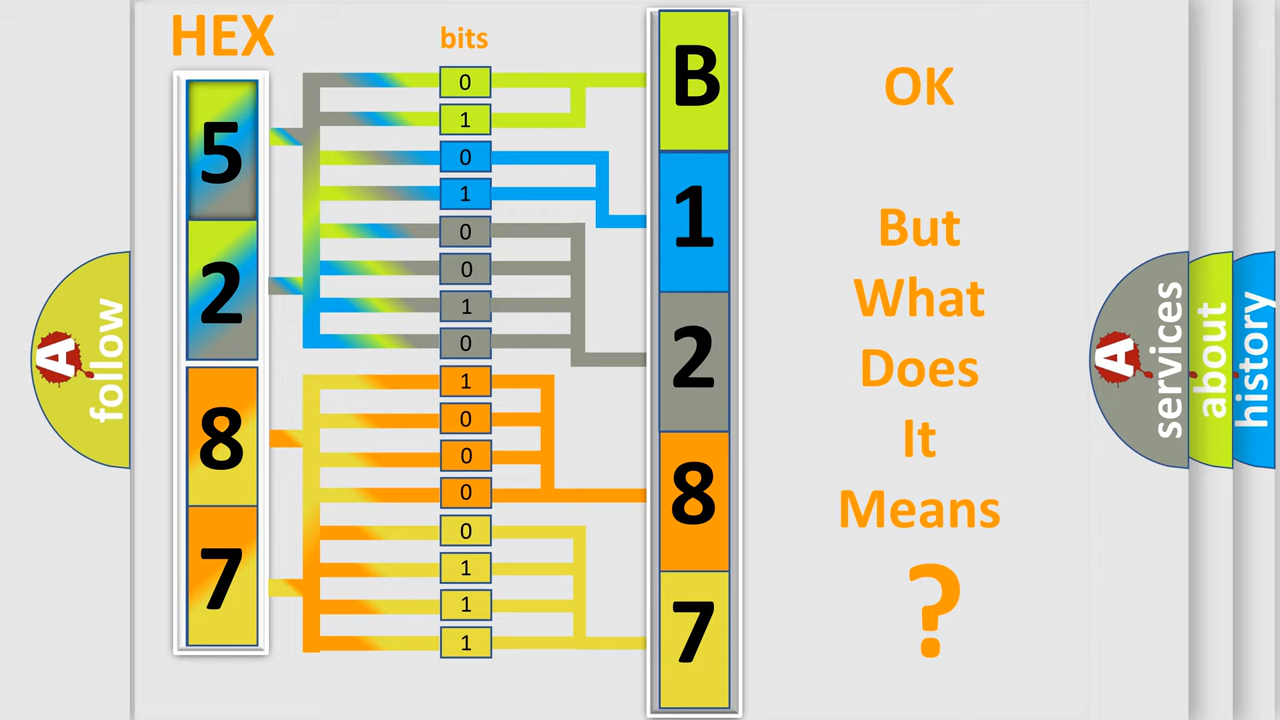 HEX
bits
5
2
8
7
0
1
0
1
0
0
1
0
1
0
0
0
0
1
1
1
B
1
2
8
7
OK
But
What
Does
It
Means
?
A
follow
A
services
about
history